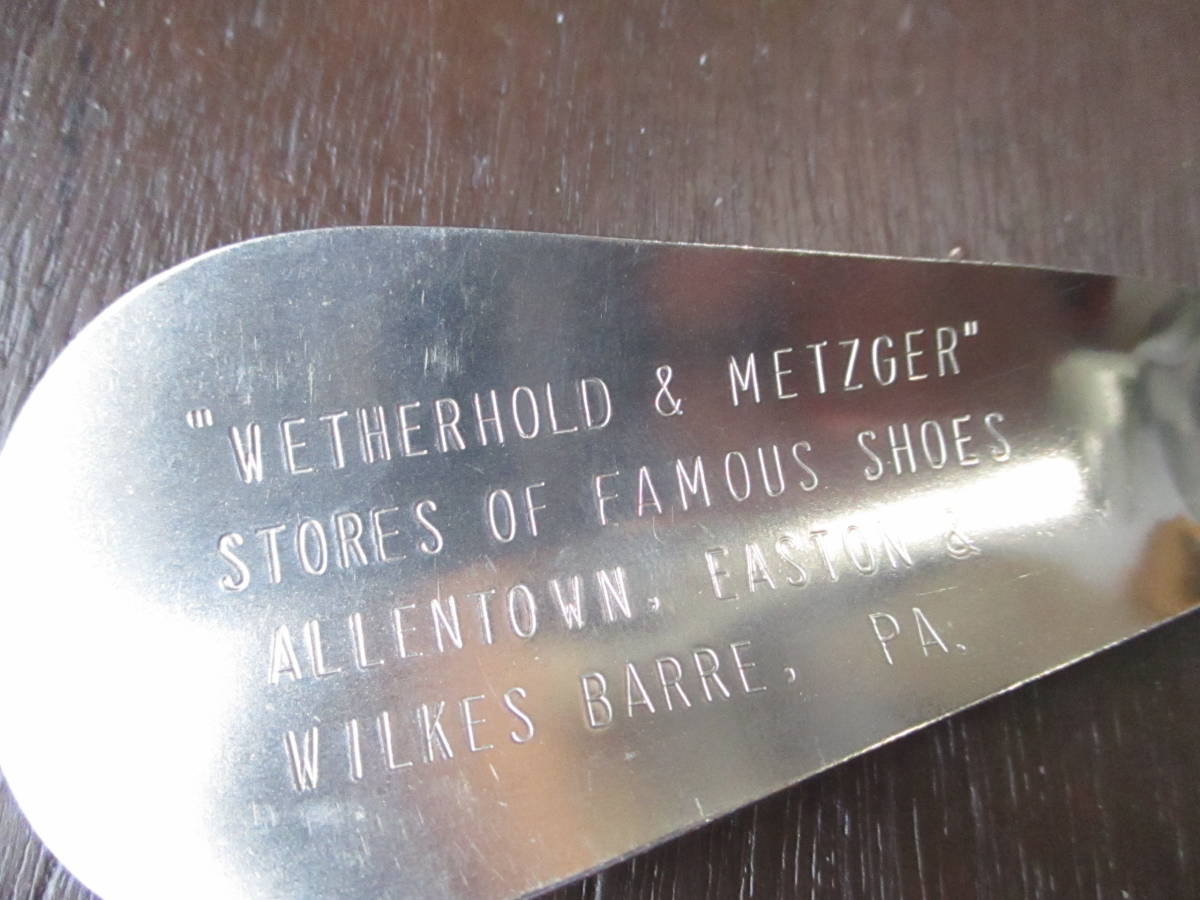 "WETHERHOLD & METZGER"
STORES OF FAMOUS SHOES
ALLENTOWN, EASTON &
WILKES BARRE, PA.